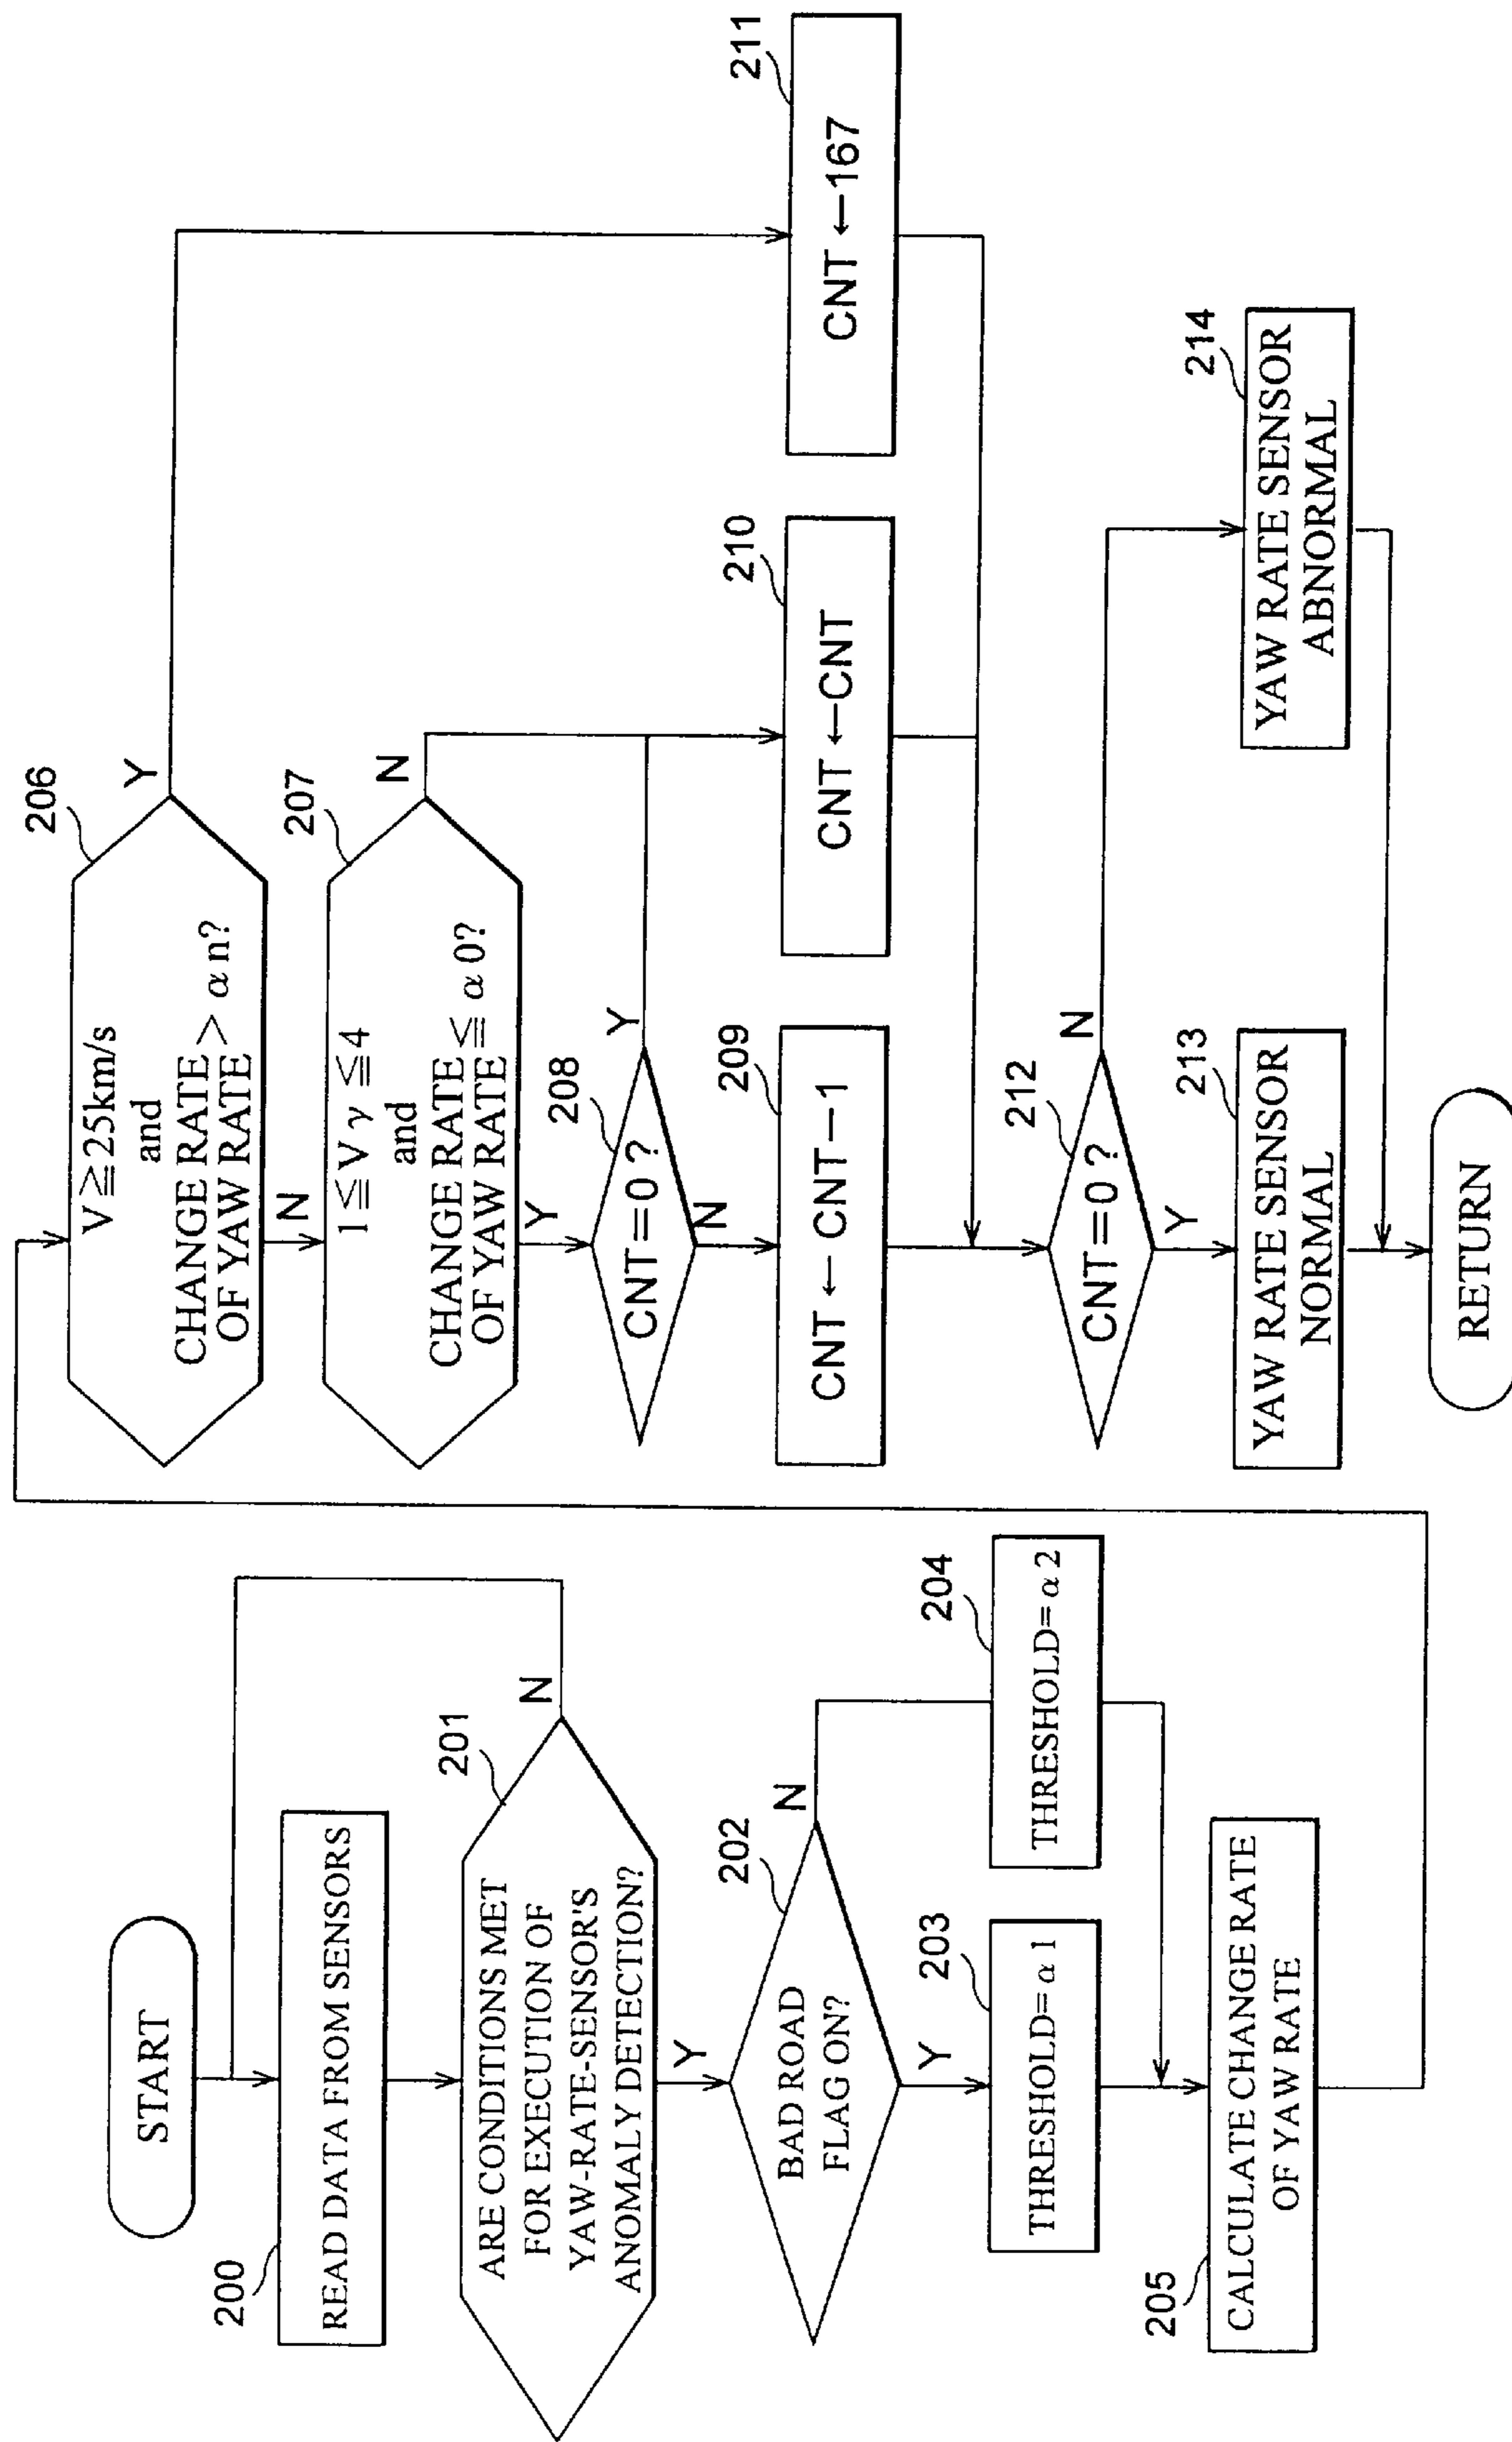 START
200
READ DATA FROM SENSORS
201
ARE CONDITIONS MET
FOR EXECUTION OF
YAW-RATE-SENSOR'S
ANOMALY DETECTION?
N
Y
202
BAD ROAD
FLAG ON?
N
Y
203
THRESHOLD=α1
204
THRESHOLD=α2
205
CALCULATE CHANGE RATE
OF YAW RATE
206
V≧25km/s
and
CHANGE RATE
OF YAW RATE > αn?
Y
N
207
1≦Vγ≦4
and
CHANGE RATE
OF YAW RATE ≦ α0?
N
Y
208
CNT=0?
Y
N
209
CNT←CNT−1
210
CNT←CNT
211
CNT←167
212
CNT=0?
N
Y
213
YAW RATE SENSOR
NORMAL
214
YAW RATE SENSOR
ABNORMAL
RETURN